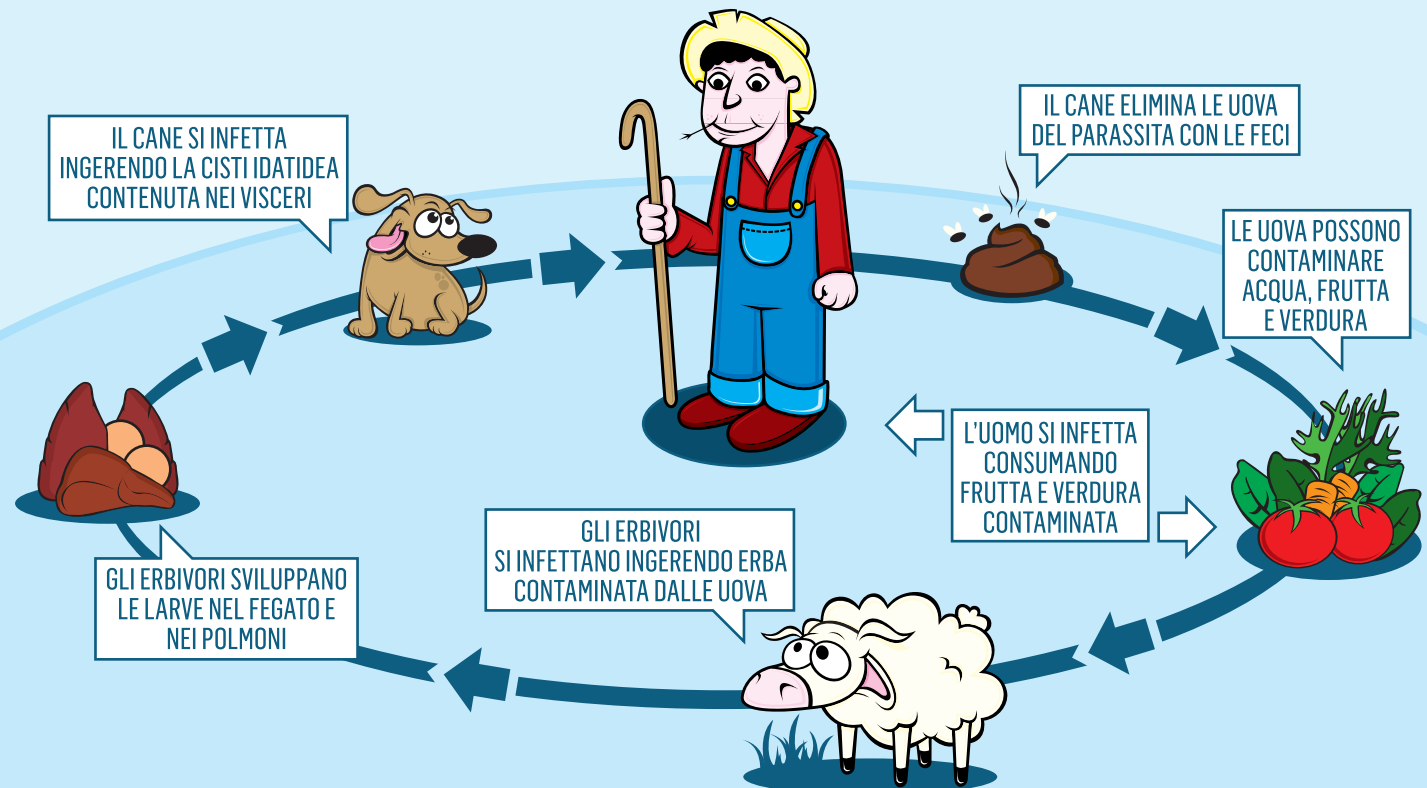 IL CANE SI INFETTA
INGERENDO LA CISTI IDATIDEA
CONTENUTA NEI VISCERI
IL CANE ELIMINA LE UOVA
DEL PARASSITA CON LE FECI
LE UOVA POSSONO
CONTAMINARE
ACQUA, FRUTTA
E VERDURA
L'UOMO SI INFETTA
CONSUMANDO
FRUTTA E VERDURA
CONTAMINATA
GLI ERBIVORI
SI INFETTANO INGERENDO ERBA
CONTAMINATA DALLE UOVA
GLI ERBIVORI SVILUPPANO
LE LARVE NEL FEGATO E
NEI POLMONI